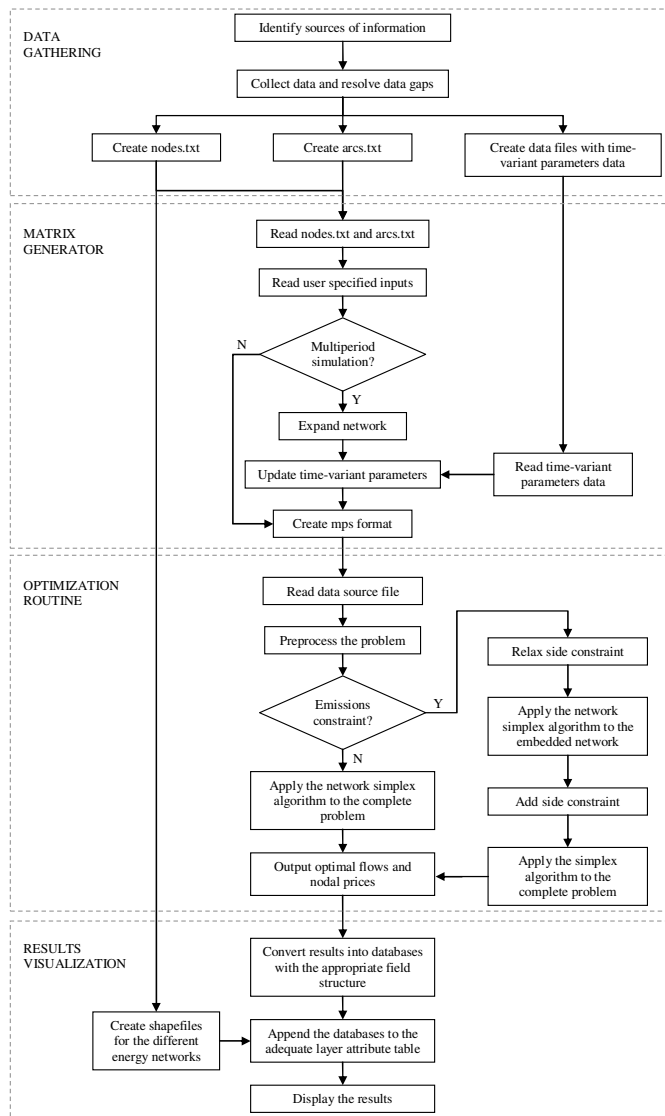 DATA
GATHERING
Identify sources of information
Collect data and resolve data gaps
Create nodes.txt
Create arcs.txt
Create data files with time-
variant parameters data
MATRIX
GENERATOR
Read nodes.txt and arcs.txt
Read user specified inputs
Multiperiod
simulation?
N
Y
Expand network
Update time-variant parameters
Read time-variant
parameters data
Create mps format
OPTIMIZATION
ROUTINE
Read data source file
Preprocess the problem
Emissions
constraint?
Y
N
Relax side constraint
Apply the network
simplex algorithm to the
embedded network
Add side constraint
Apply the simplex
algorithm to the
complete problem
Apply the network simplex
algorithm to the complete
problem
Output optimal flows and
nodal prices
RESULTS
VISUALIZATION
Convert results into databases
with the appropriate field
structure
Create shapefiles
for the different
energy networks
Append the databases to the
adequate layer attribute table
Display the results